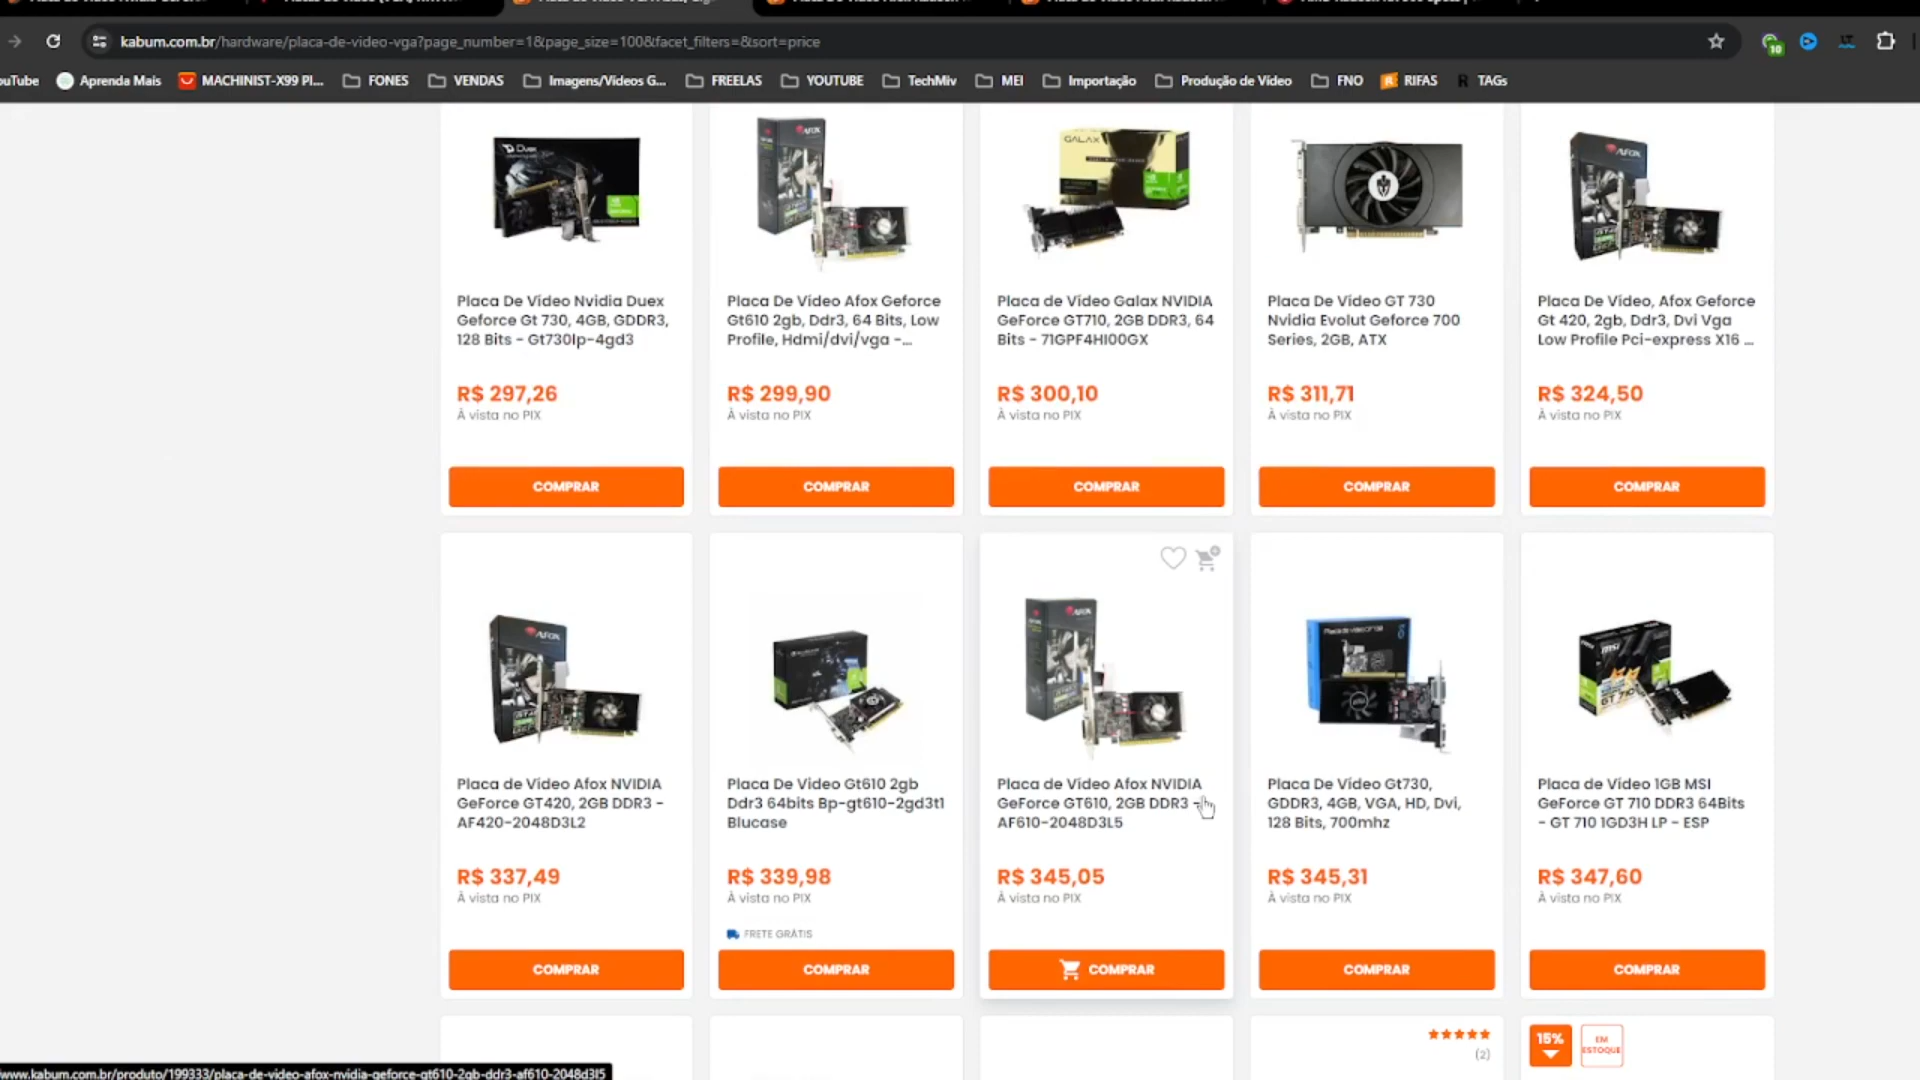 kabum.com.br/hardware/placa-de-video-vga?page_number=1&page_size=100&facet_filters=&sort=price
10
ouTube Aprenda Mais MACHINIST-X99 PI... FONES VENDAS Imagens/Vídeos G... FREELAS YOUTUBE TechMiv MEI Importação Produção de Vídeo FNO RIFAS TAGs
Placa De Vídeo Nvidia Duex
Geforce Gt 730, 4GB, GDDR3,
128 Bits - Gt730lp-4gd3
R$ 297,26
À vista no PIX
COMPRAR
Placa De Vídeo Afox Geforce
Gt610 2gb, Ddr3, 64 Bits, Low
Profile, Hdmi/dvi/vga -...
R$ 299,90
À vista no PIX
COMPRAR
Placa de Vídeo Galax NVIDIA
GeForce GT710, 2GB DDR3, 64
Bits - 71GPF4HI00GX
R$ 300,10
À vista no PIX
COMPRAR
Placa De Vídeo GT 730
Nvidia Evolut Geforce 700
Series, 2GB, ATX
R$ 311,71
À vista no PIX
COMPRAR
Placa De Vídeo, Afox Geforce
Gt 420, 2gb, Ddr3, Dvi Vga
Low Profile Pci-express X16 ...
R$ 324,50
À vista no PIX
COMPRAR
Placa de Vídeo Afox NVIDIA
GeForce GT420, 2GB DDR3 -
AF420-2048D3L2
R$ 337,49
À vista no PIX
COMPRAR
Placa De Vídeo Gt610 2gb
Ddr3 64bits Bp-gt610-2gd3t1
Blucase
R$ 339,98
À vista no PIX
FRETE GRÁTIS
COMPRAR
Placa de Vídeo Afox NVIDIA
GeForce GT610, 2GB DDR3 -
AF610-2048D3L5
R$ 345,05
À vista no PIX
COMPRAR
Placa De Vídeo Gt730,
GDDR3, 4GB, VGA, HD, Dvi,
128 Bits, 700mhz
R$ 345,31
À vista no PIX
COMPRAR
Placa de Vídeo 1GB MSI
GeForce GT 710 DDR3 64Bits
- GT 710 1GD3H LP - ESP
R$ 347,60
À vista no PIX
COMPRAR
(2)
15%
EM
ESTOQUE
www.kabum.com.br/produto/199333/placa-de-video-afox-nvidia-geforce-gt610-2gb-ddr3-af610-2048d3l5